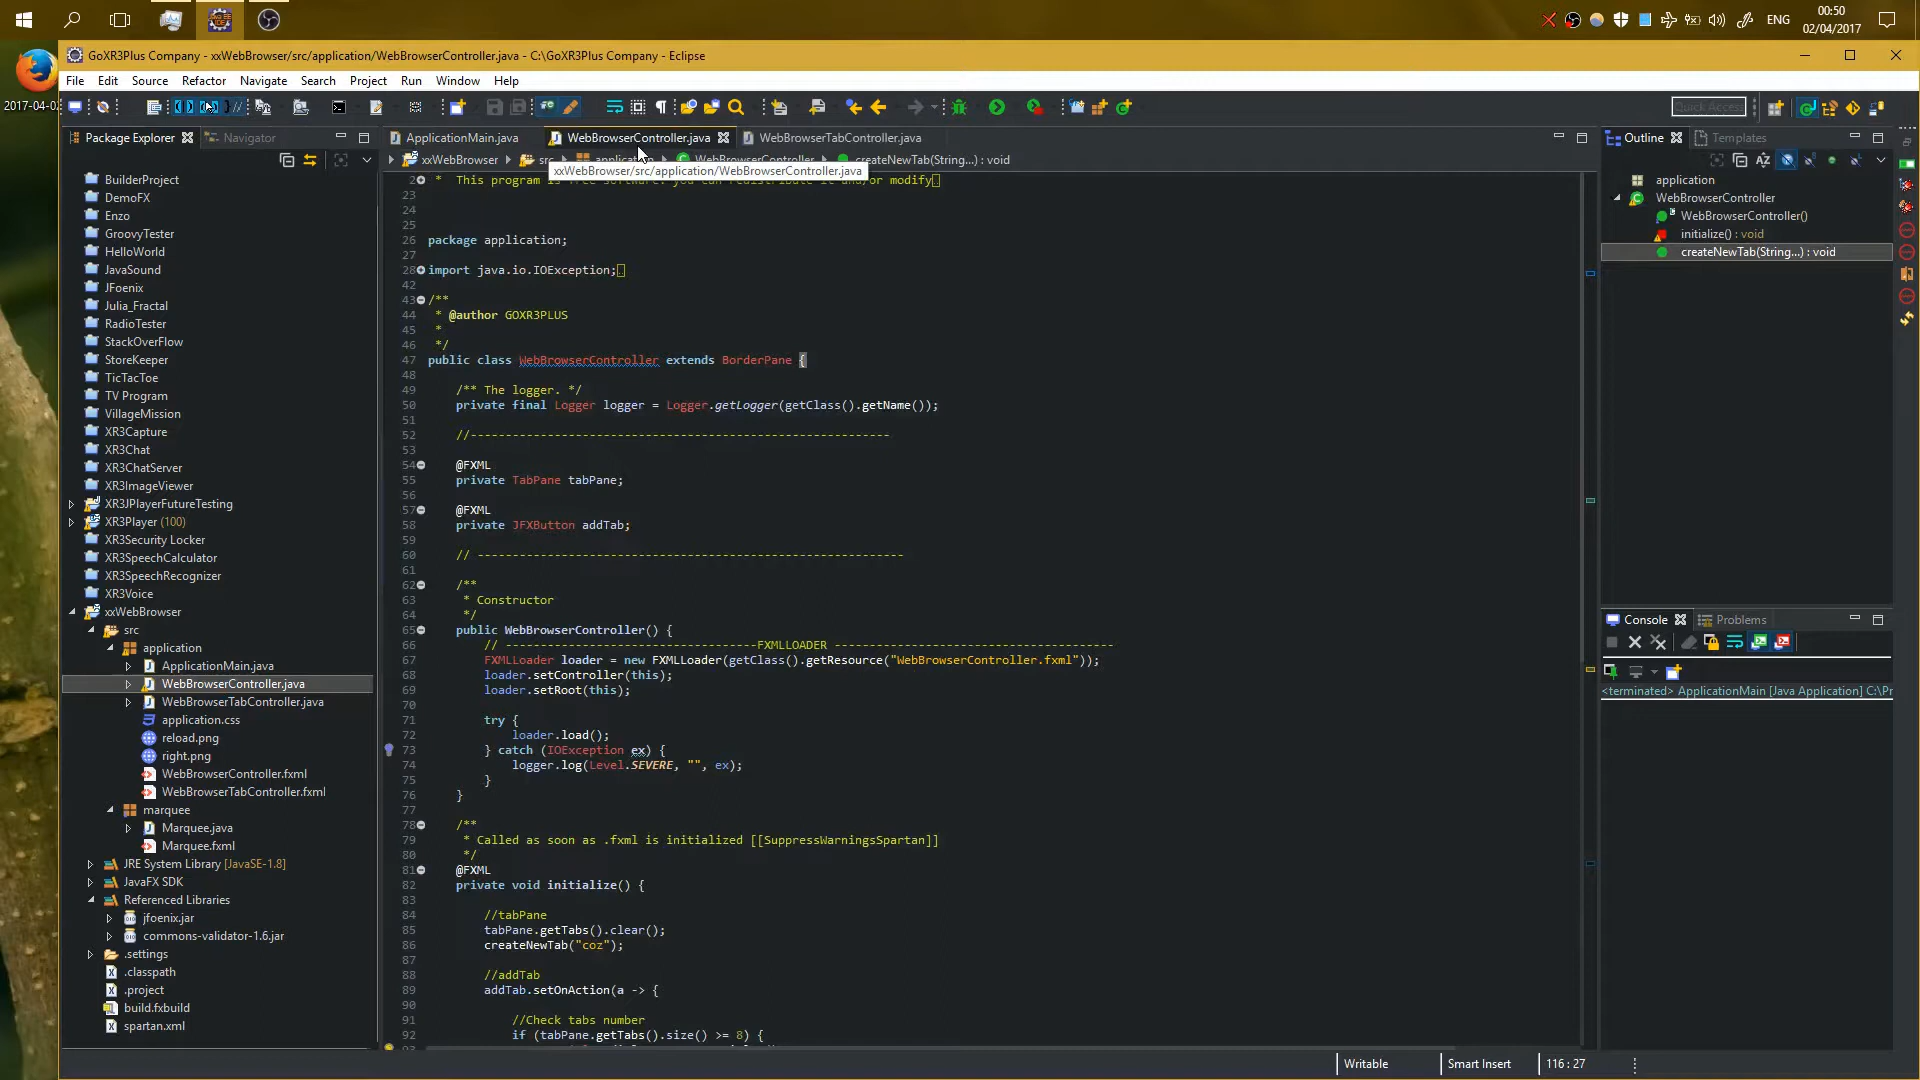 ENG
00:50
02/04/2017
2017-04-02
GoXR3Plus Company - xxWebBrowser/src/application/WebBrowserController.java - C:\GoXR3Plus Company - Eclipse
File Edit Source Refactor Navigate Search Project Run Window Help
Quick Access
Package Explorer
Navigator
ApplicationMain.java
WebBrowserController.java
WebBrowserTabController.java
Outline
Templates
xxWebBrowser src application WebBrowserController createNewTab(String...) : void
xxWebBrowser/src/application/WebBrowserController.java
BuilderProject
DemoFX
Enzo
GroovyTester
HelloWorld
JavaSound
JFoenix
Julia_Fractal
RadioTester
StackOverFlow
StoreKeeper
TicTacToe
TV Program
VillageMission
XR3Capture
XR3Chat
XR3ChatServer
XR3ImageViewer
XR3JPlayerFutureTesting
XR3Player (100)
XR3Security Locker
XR3SpeechCalculator
XR3SpeechRecognizer
XR3Voice
xxWebBrowser
src
application
ApplicationMain.java
WebBrowserController.java
WebBrowserTabController.java
application.css
reload.png
right.png
WebBrowserController.fxml
WebBrowserTabController.fxml
marquee
Marquee.java
Marquee.fxml
JRE System Library [JavaSE-1.8]
JavaFX SDK
Referenced Libraries
jfoenix.jar
commons-validator-1.6.jar
.settings
.classpath
.project
build.fxbuild
spartan.xml
2 * This program is free software: you can redistribute it and/or modify
23
24
25
26 package application;
27
28 import java.io.IOException;
42
43 /**
44 * @author GOXR3PLUS
45 *
46 */
47 public class WebBrowserController extends BorderPane {
48
49 /** The logger. */
50 private final Logger logger = Logger.getLogger(getClass().getName());
51
52 //------------------------------------------------------------
53
54 @FXML
55 private TabPane tabPane;
56
57 @FXML
58 private JFXButton addTab;
59
60 // -------------------------------------------------------------
61
62 /**
63 * Constructor
64 */
65 public WebBrowserController() {
66 // ------------------------------------FXMLLOADER ----------------------------------------
67 FXMLLoader loader = new FXMLLoader(getClass().getResource("WebBrowserController.fxml"));
68 loader.setController(this);
69 loader.setRoot(this);
70
71 try {
72 loader.load();
73 } catch (IOException ex) {
74 logger.log(Level.SEVERE, "", ex);
75 }
76 }
77
78 /**
79 * Called as soon as .fxml is initialized [[SuppressWarningsSpartan]]
80 */
81 @FXML
82 private void initialize() {
83
84 //tabPane
85 tabPane.getTabs().clear();
86 createNewTab("coz");
87
88 //addTab
89 addTab.setOnAction(a -> {
90
91 //Check tabs number
92 if (tabPane.getTabs().size() >= 8) {
93
application
WebBrowserController
WebBrowserController()
initialize() : void
createNewTab(String...) : void
Console
Problems
<terminated> ApplicationMain [Java Application] C:\Pr
Writable
Smart Insert
116 : 27